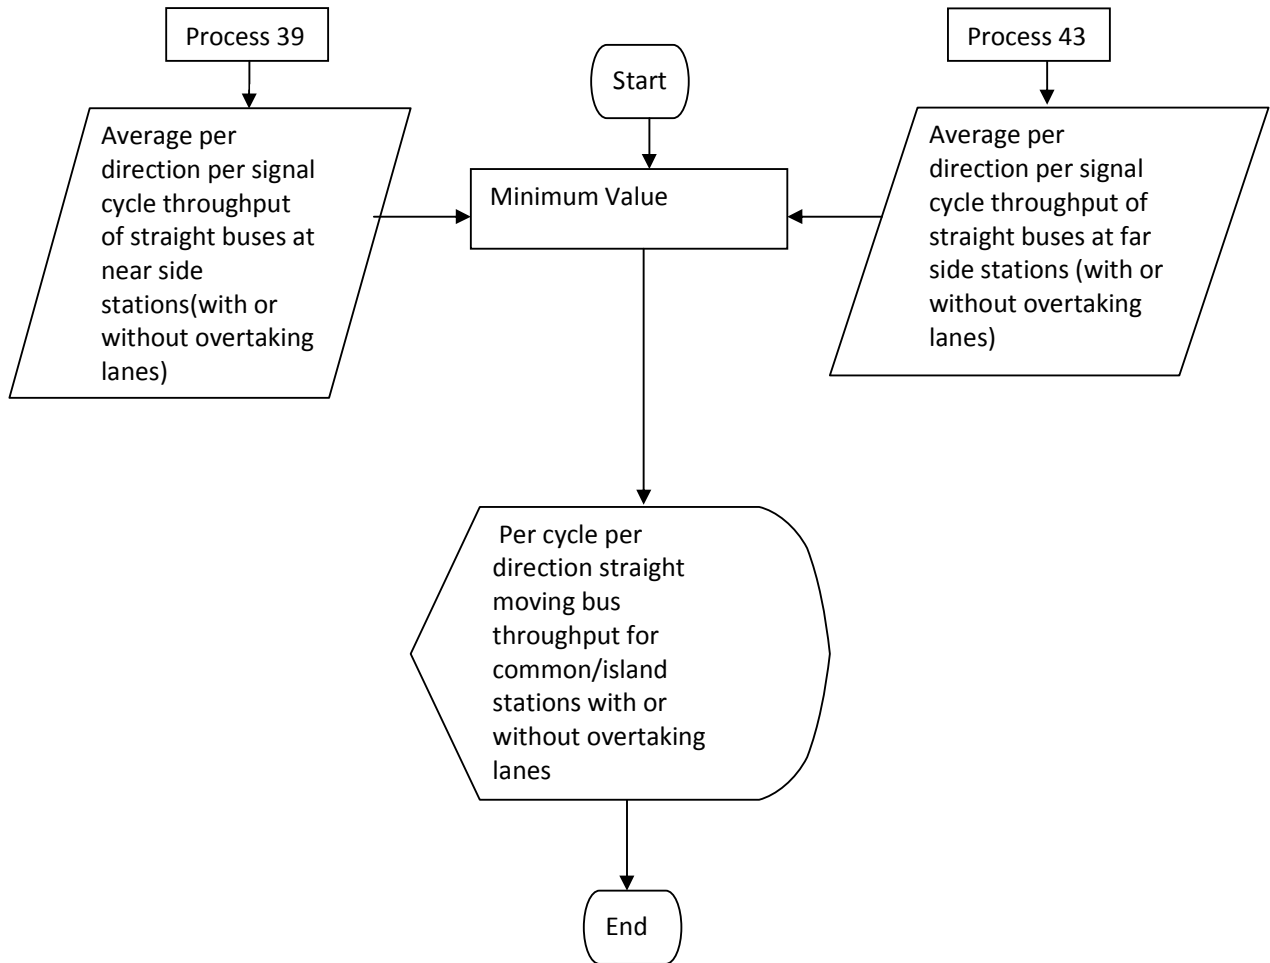 Process 39
Process 43
Start
Average per
direction per signal
cycle throughput
of straight buses at
near side
stations(with or
without overtaking
lanes)
Minimum Value
Average per
direction per signal
cycle throughput of
straight buses at far
side stations (with or
without overtaking
lanes)
Per cycle per
direction straight
moving bus
throughput for
common/island
stations with or
without overtaking
lanes
End